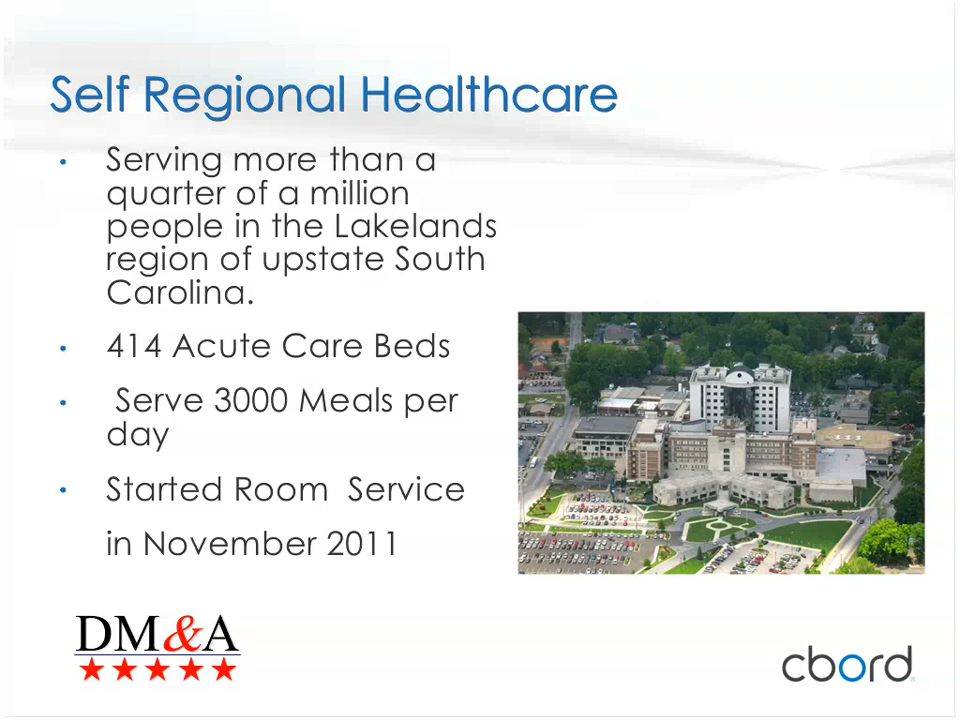 Self Regional Healthcare
• Serving more than a
quarter of a million
people in the Lakelands
region of upstate South
Carolina.
• 414 Acute Care Beds
• Serve 3000 Meals per
day
• Started Room Service
in November 2011
DM&A
cbord®